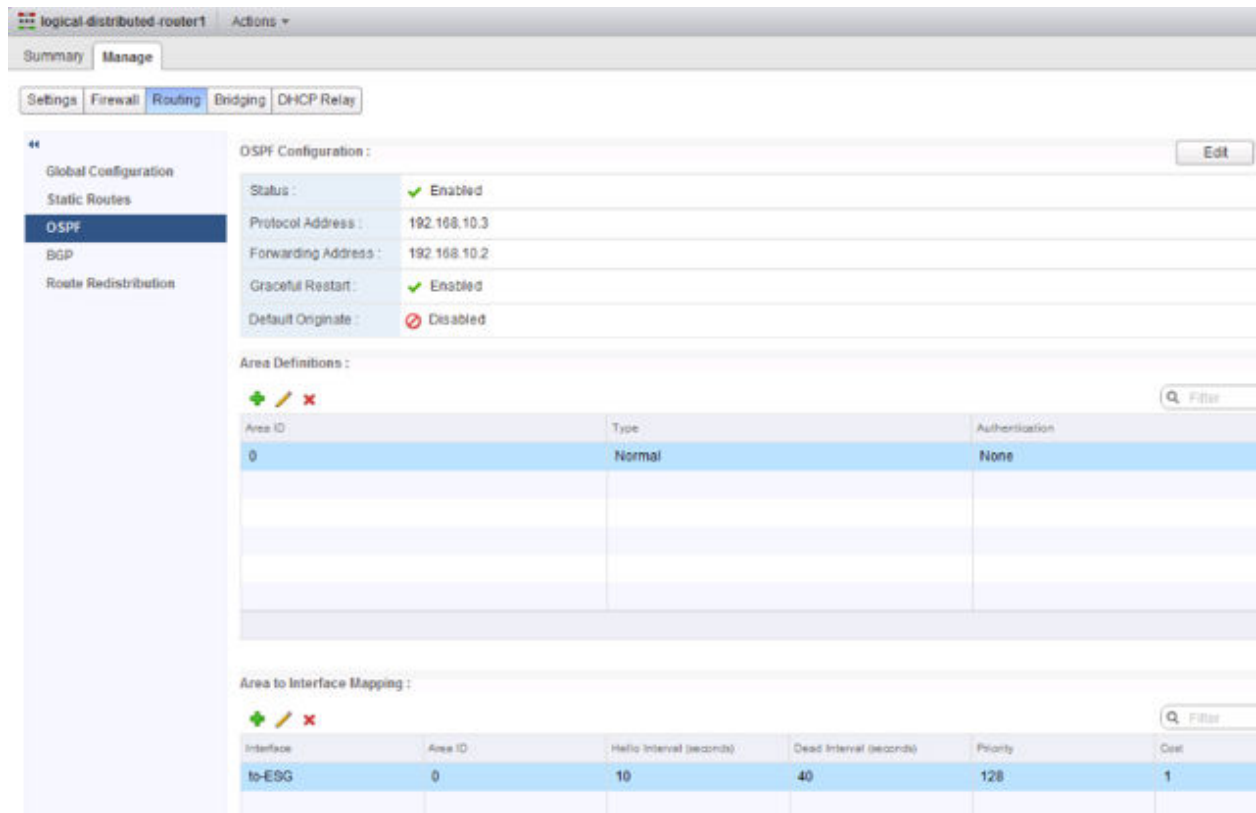 logical-distributed-router1 Actions
Summary Manage
Settings Firewall Routing Bridging DHCP Relay
Global Configuration
Static Routes
OSPF
BGP
Route Redistribution
OSPF Configuration :
Edit
Status : Enabled
Protocol Address : 192.168.10.3
Forwarding Address : 192.168.10.2
Graceful Restart : Enabled
Default Originate : Disabled
Area Definitions :
Filter
Area ID Type Authentication
0 Normal None
Area to Interface Mapping :
Filter
Interface Area ID Hello Interval (seconds) Dead Interval (seconds) Priority Cost
to-ESG 0 10 40 128 1